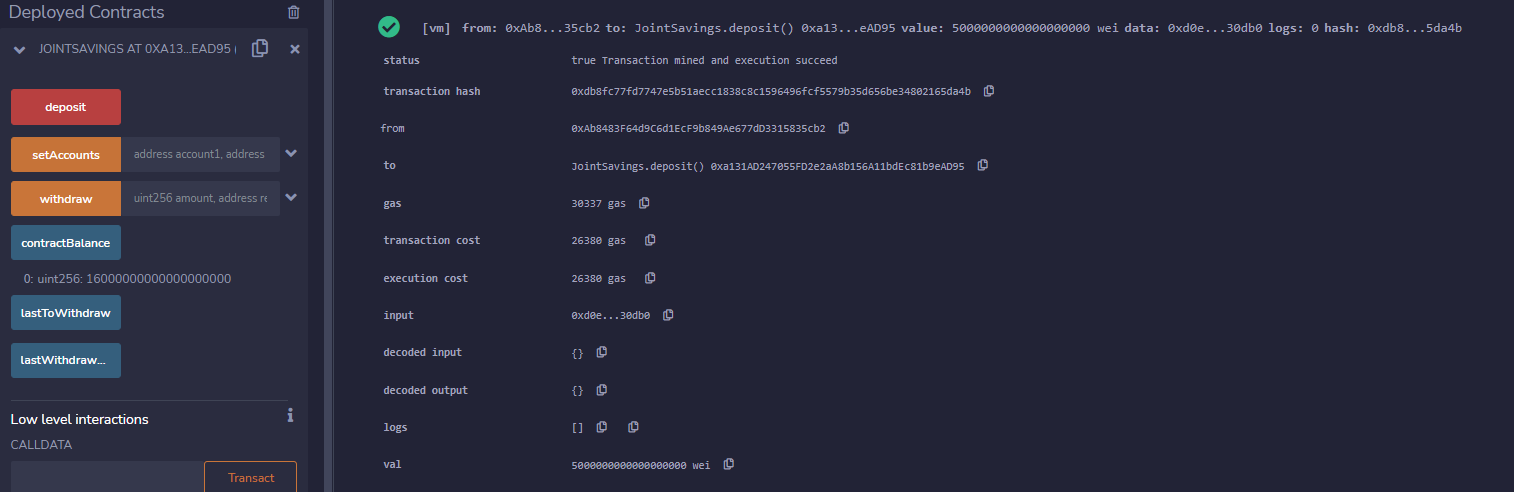 Deployed Contracts
JOINTSAVINGS AT 0XA13...EAD95 (
deposit
setAccounts address account1, address
withdraw uint256 amount, address re
contractBalance
0: uint256: 16000000000000000000
lastToWithdraw
lastWithdraw...
Low level interactions
i
CALLDATA
Transact
[vm] from: 0xAb8...35cb2 to: JointSavings.deposit() 0xa13...eAD95 value: 5000000000000000000 wei data: 0xd0e...30db0 logs: 0 hash: 0xdb8...5da4b
status true Transaction mined and execution succeed
transaction hash 0xdb8fc77fd7747e5b51aecc1838c8c1596496fcf5579b35d656be34802165da4b
from 0xAb8483F64d9C6d1EcF9b849Ae677dD3315835cb2
to JointSavings.deposit() 0xa131AD247055FD2e2aA8b156A11bdEc81b9eAD95
gas 30337 gas
transaction cost 26380 gas
execution cost 26380 gas
input 0xd0e...30db0
decoded input {}
decoded output {}
logs []
val 5000000000000000000 wei